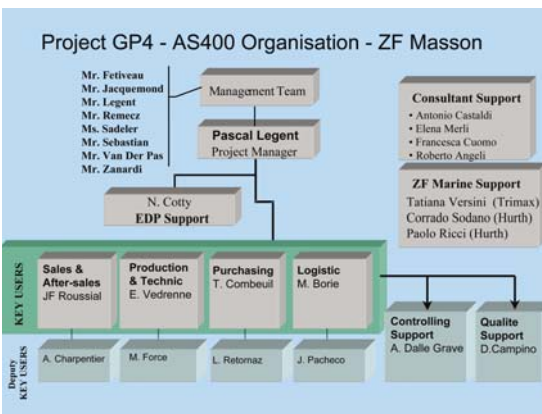 Project GP4 - AS400 Organisation - ZF Masson
Mr. Fetiveau
Mr. Jacquemond
Mr. Legent
Mr. Remecz
Ms. Sadeler
Mr. Sebastian
Mr. Van Der Pas
Mr. Zanardi
Management Team
Pascal Legent
Project Manager
N. Cotty
EDP Support
Consultant Support
• Antonio Castaldi
• Elena Merli
• Francesca Cuomo
• Roberto Angeli
ZF Marine Support
Tatiana Versini (Trimax)
Corrado Sodano (Hurth)
Paolo Ricci (Hurth)
KEY USERS
Sales &
After-sales
JF Roussial
Production
& Technic
E. Vedrenne
Purchasing
T. Combeuil
Logistic
M. Borie
Controlling
Support
A. Dalle Grave
Qualite
Support
D.Campino
Deputy
KEY USERS
A. Charpentier
M. Force
L. Retornaz
J. Pacheco